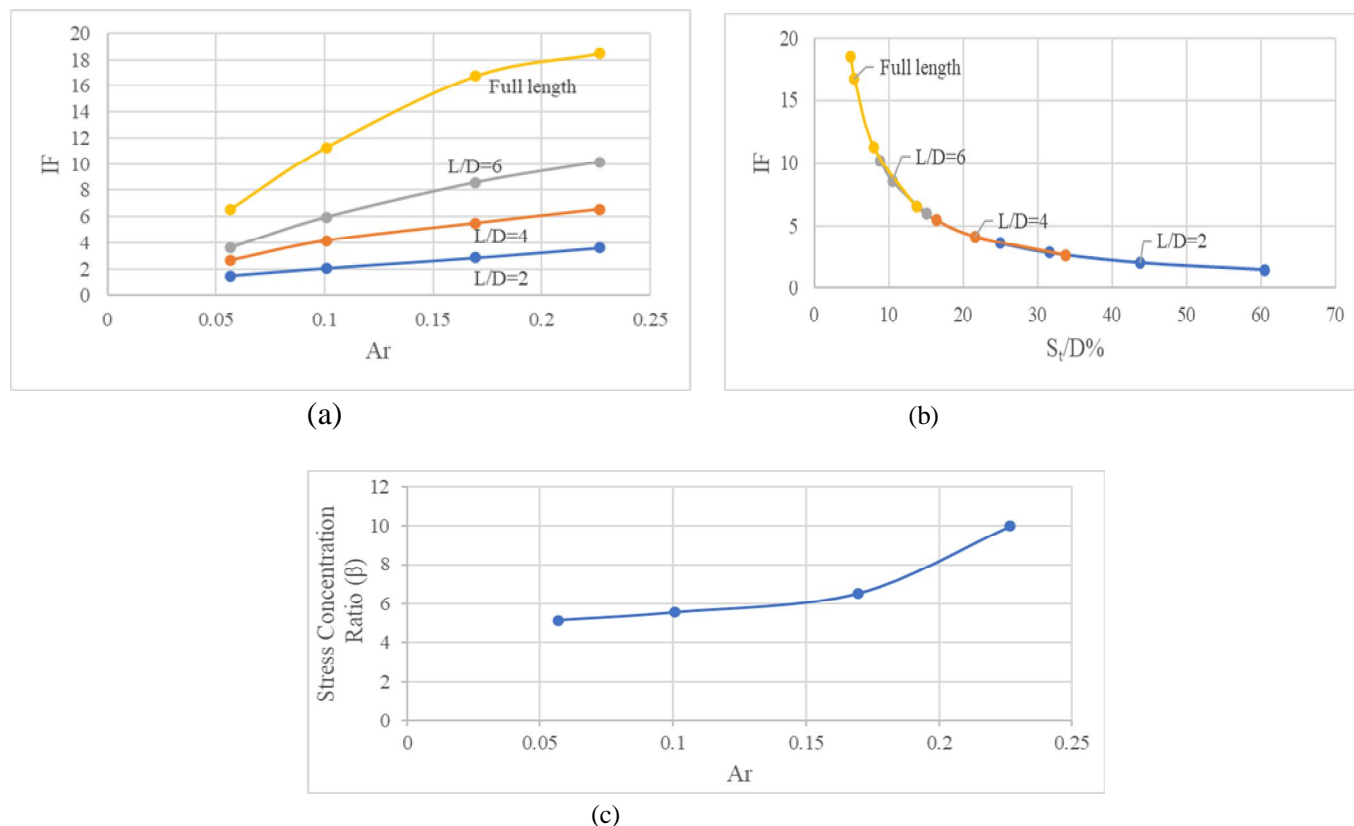 20
18
16
14
12
10
8
6
4
2
0
IF
Full length
L/D=6
L/D=4
L/D=2
0 0.05 0.1 0.15 0.2 0.25
Ar
(a)
20
15
10
5
0
IF
Full length
L/D=6
L/D=4
L/D=2
0 10 20 30 40 50 60 70
Sₜ/D%
(b)
12
10
8
6
4
2
0
Stress Concentration
Ratio (β)
0 0.05 0.1 0.15 0.2 0.25
Ar
(c)